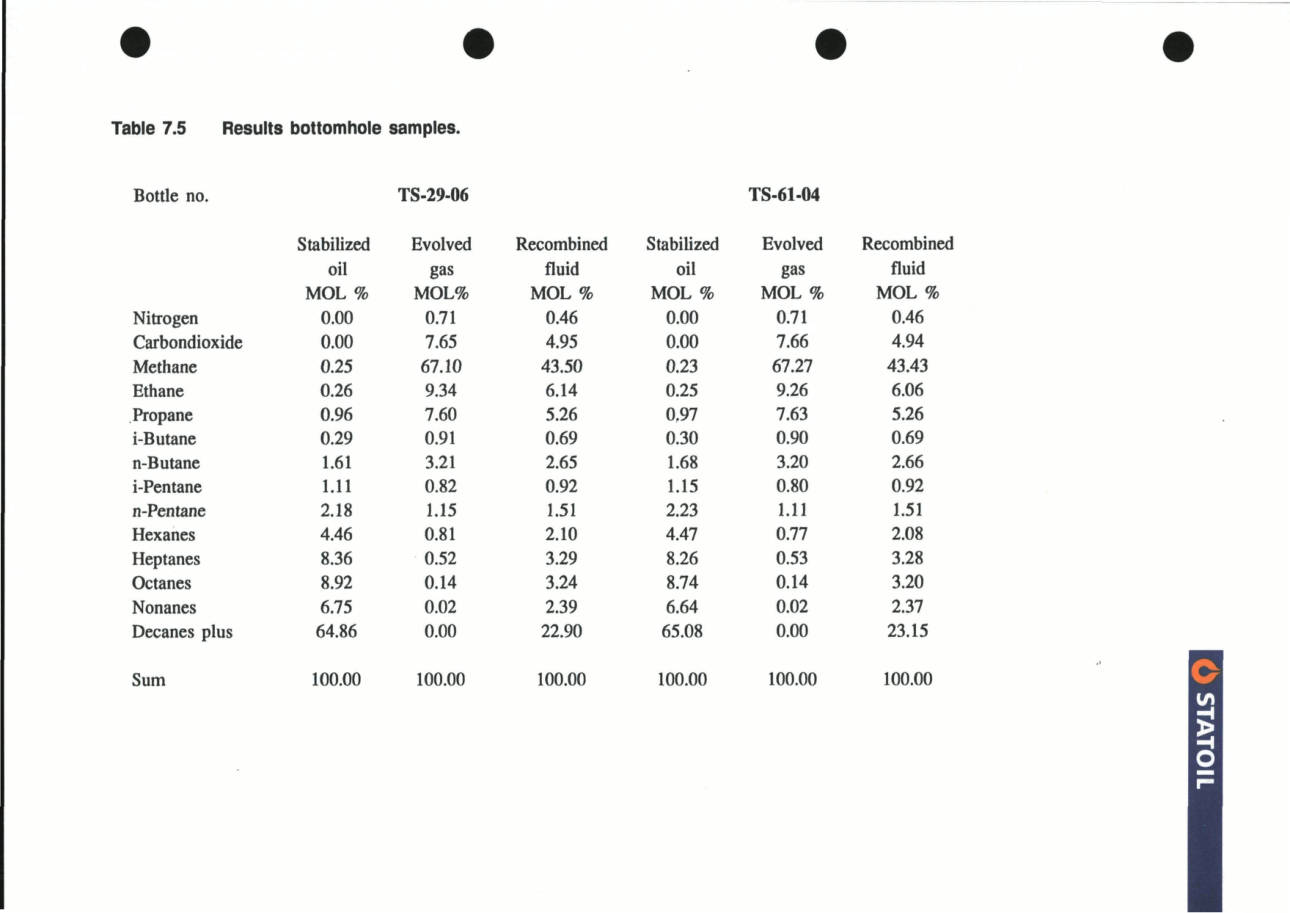 Table 7.5 Results bottomhole samples.
Bottle no. TS-29-06 TS-61-04
Stabilized Evolved Recombined Stabilized Evolved Recombined
oil gas fluid oil gas fluid
MOL % MOL% MOL % MOL % MOL % MOL %
Nitrogen 0.00 0.71 0.46 0.00 0.71 0.46
Carbondioxide 0.00 7.65 4.95 0.00 7.66 4.94
Methane 0.25 67.10 43.50 0.23 67.27 43.43
Ethane 0.26 9.34 6.14 0.25 9.26 6.06
Propane 0.96 7.60 5.26 0,97 7.63 5.26
i-Butane 0.29 0.91 0.69 0.30 0.90 0.69
n-Butane 1.61 3.21 2.65 1.68 3.20 2.66
i-Pentane 1.11 0.82 0.92 1.15 0.80 0.92
n-Pentane 2.18 1.15 1.51 2.23 1.11 1.51
Hexanes 4.46 0.81 2.10 4.47 0.77 2.08
Heptanes 8.36 0.52 3.29 8.26 0.53 3.28
Octanes 8.92 0.14 3.24 8.74 0.14 3.20
Nonanes 6.75 0.02 2.39 6.64 0.02 2.37
Decanes plus 64.86 0.00 22.90 65.08 0.00 23.15
Sum 100.00 100.00 100.00 100.00 100.00 100.00
STATOIL